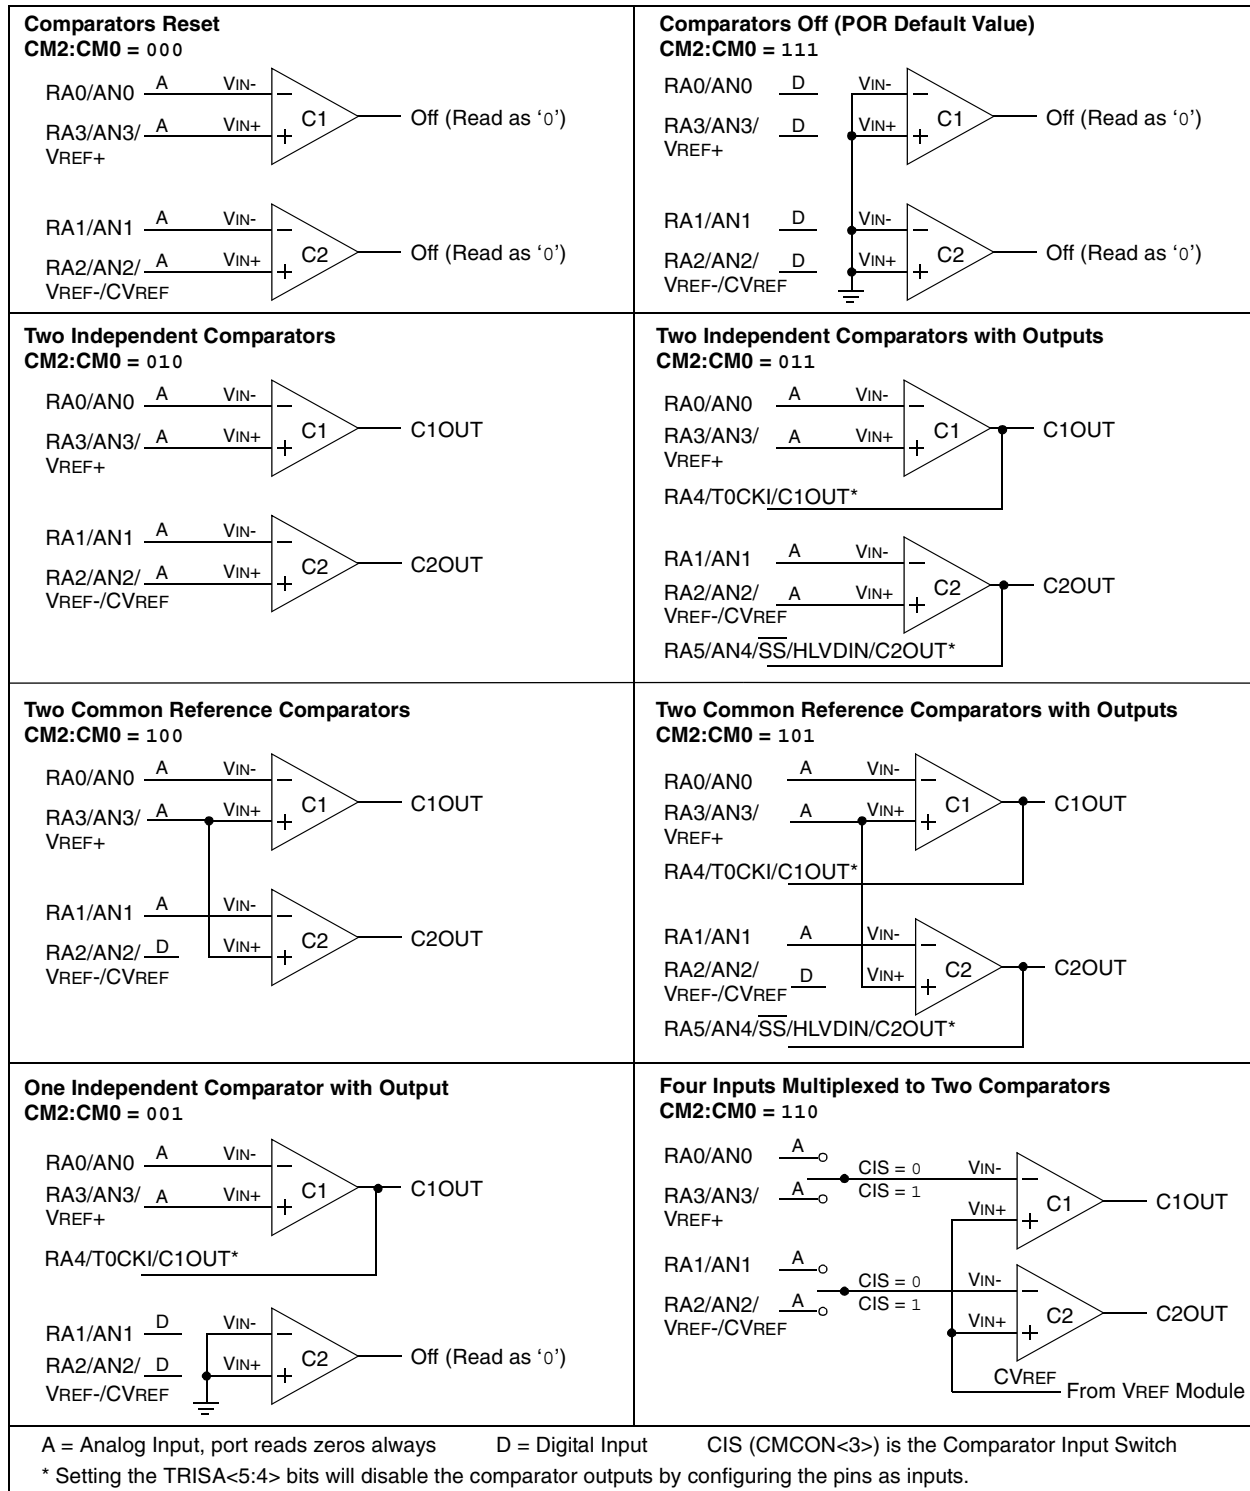 Comparators Reset
CM2:CM0 = 000
RA0/AN0 A VIN-
C1 Off (Read as ‘0’)
RA3/AN3/ A VIN+
VREF+
RA1/AN1 A VIN-
C2 Off (Read as ‘0’)
RA2/AN2/ A VIN+
VREF-/CVREF
Comparators Off (POR Default Value)
CM2:CM0 = 111
RA0/AN0 D VIN-
C1 Off (Read as ‘0’)
RA3/AN3/ D VIN+
VREF+
RA1/AN1 D VIN-
C2 Off (Read as ‘0’)
RA2/AN2/ D VIN+
VREF-/CVREF
Two Independent Comparators
CM2:CM0 = 010
RA0/AN0 A VIN-
C1 C1OUT
RA3/AN3/ A VIN+
VREF+
RA1/AN1 A VIN-
C2 C2OUT
RA2/AN2/ A VIN+
VREF-/CVREF
Two Independent Comparators with Outputs
CM2:CM0 = 011
RA0/AN0 A VIN-
C1 C1OUT
RA3/AN3/ A VIN+
VREF+
RA4/T0CKI/C1OUT*
RA1/AN1 A VIN-
C2 C2OUT
RA2/AN2/ A VIN+
VREF-/CVREF
RA5/AN4/SS/HLVDIN/C2OUT*
Two Common Reference Comparators
CM2:CM0 = 100
RA0/AN0 A VIN-
C1 C1OUT
RA3/AN3/ A VIN+
VREF+
RA1/AN1 A VIN-
C2 C2OUT
RA2/AN2/ D VIN+
VREF-/CVREF
Two Common Reference Comparators with Outputs
CM2:CM0 = 101
RA0/AN0 A VIN-
C1 C1OUT
RA3/AN3/ A VIN+
VREF+
RA4/T0CKI/C1OUT*
RA1/AN1 A VIN-
C2 C2OUT
RA2/AN2/ D VIN+
VREF-/CVREF
RA5/AN4/SS/HLVDIN/C2OUT*
One Independent Comparator with Output
CM2:CM0 = 001
RA0/AN0 A VIN-
C1 C1OUT
RA3/AN3/ A VIN+
VREF+
RA4/T0CKI/C1OUT*
RA1/AN1 D VIN-
C2 Off (Read as ‘0’)
RA2/AN2/ D VIN+
VREF-/CVREF
Four Inputs Multiplexed to Two Comparators
CM2:CM0 = 110
RA0/AN0 A
CIS = 0 VIN-
RA3/AN3/ A CIS = 1
VREF+ VIN+ C1 C1OUT
RA1/AN1 A
CIS = 0 VIN-
RA2/AN2/ A CIS = 1
VREF-/CVREF VIN+ C2 C2OUT
CVREF
From VREF Module
A = Analog Input, port reads zeros always D = Digital Input CIS (CMCON<3>) is the Comparator Input Switch
* Setting the TRISA<5:4> bits will disable the comparator outputs by configuring the pins as inputs.